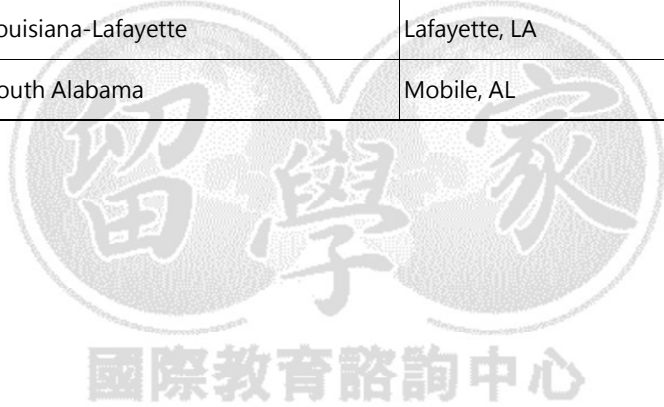 ouisiana-Lafayette Lafayette, LA
outh Alabama Mobile, AL
留學家
國際教育諮詢中心